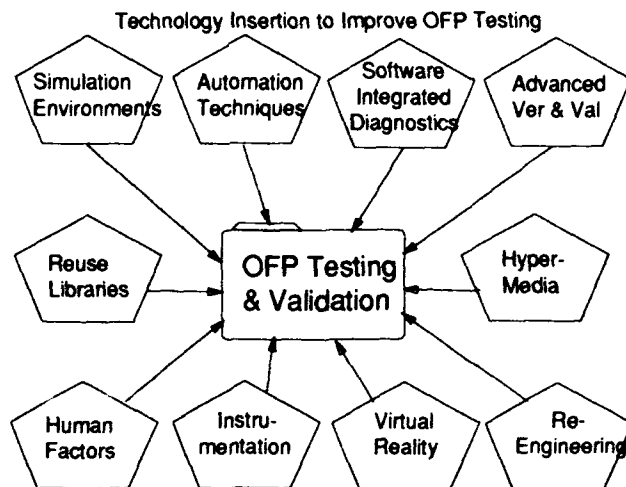 Technology Insertion to Improve OFP Testing
Simulation
Environments
Automation
Techniques
Software
Integrated
Diagnostics
Advanced
Ver & Val
Reuse
Libraries
OFP Testing
& Validation
Hyper-
Media
Human
Factors
Instru-
mentation
Virtual
Reality
Re-
Engineering